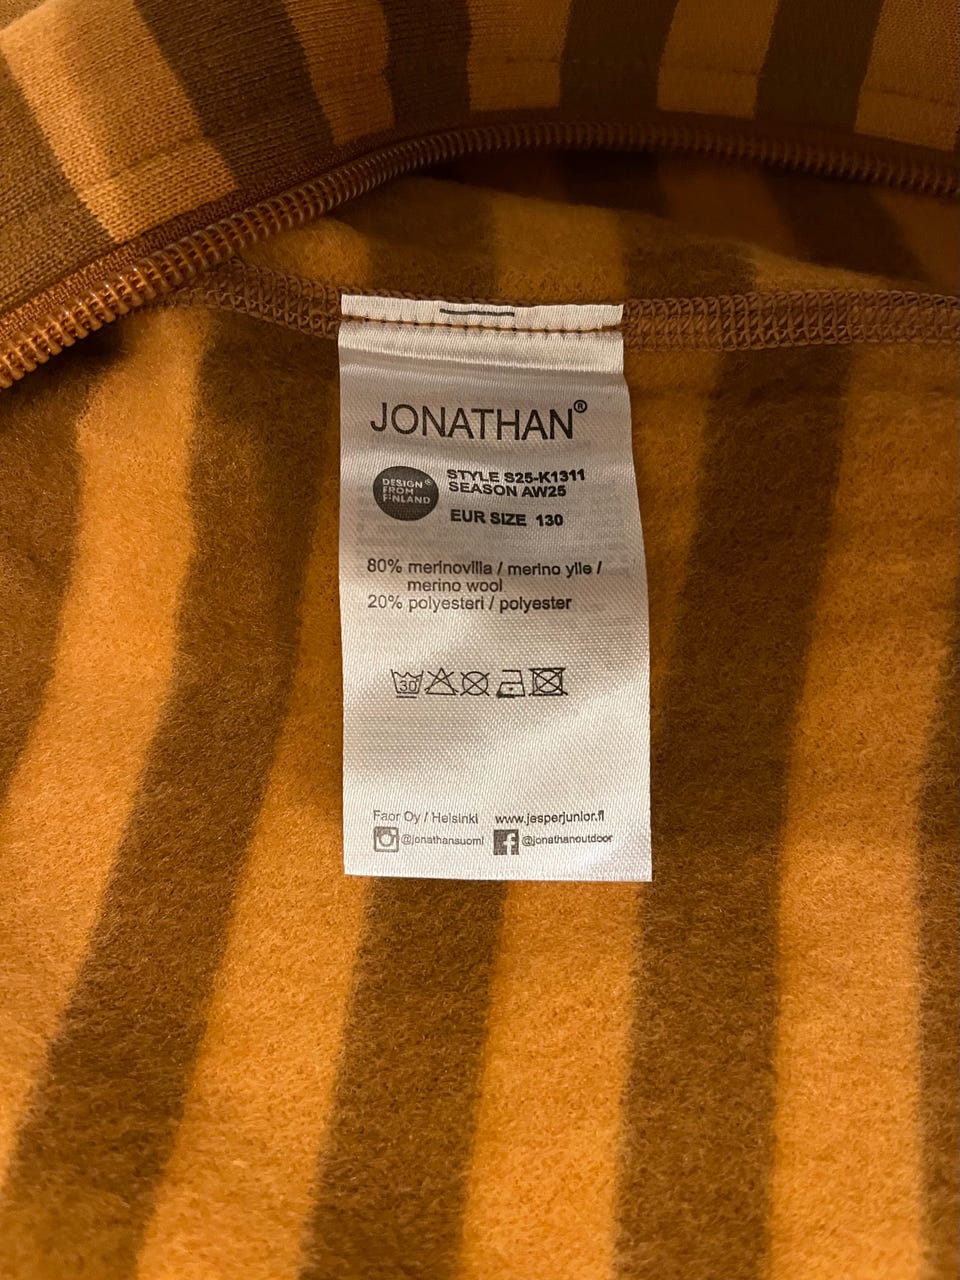 JONATHAN®
DESIGN®
FROM
FINLAND
STYLE S25-K1311
SEASON AW25
EUR SIZE 130
80% merinovilla / merino ylle /
merino wool
20% polyesteri / polyester
30
Faor Oy / Helsinki www.jesperjunior.fi
@jonathansuomi @jonathanoutdoor